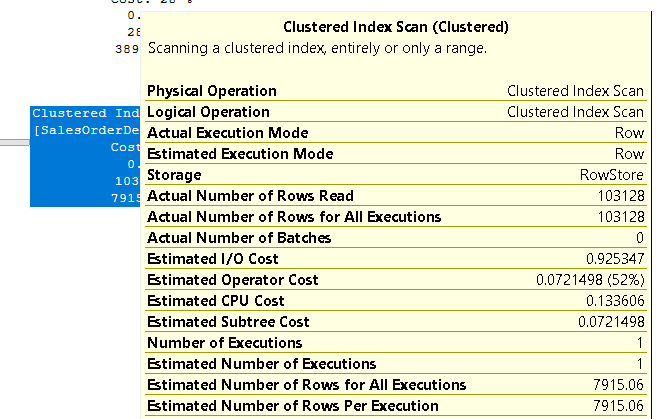 Cost: 20 %
0.
28
389
Clustered Ind
[SalesOrderDe
Cost
0.
103
7915
Clustered Index Scan (Clustered)
Scanning a clustered index, entirely or only a range.
Physical Operation Clustered Index Scan
Logical Operation Clustered Index Scan
Actual Execution Mode Row
Estimated Execution Mode Row
Storage RowStore
Actual Number of Rows Read 103128
Actual Number of Rows for All Executions 103128
Actual Number of Batches 0
Estimated I/O Cost 0.925347
Estimated Operator Cost 0.0721498 (52%)
Estimated CPU Cost 0.133606
Estimated Subtree Cost 0.0721498
Number of Executions 1
Estimated Number of Executions 1
Estimated Number of Rows for All Executions 7915.06
Estimated Number of Rows Per Execution 7915.06